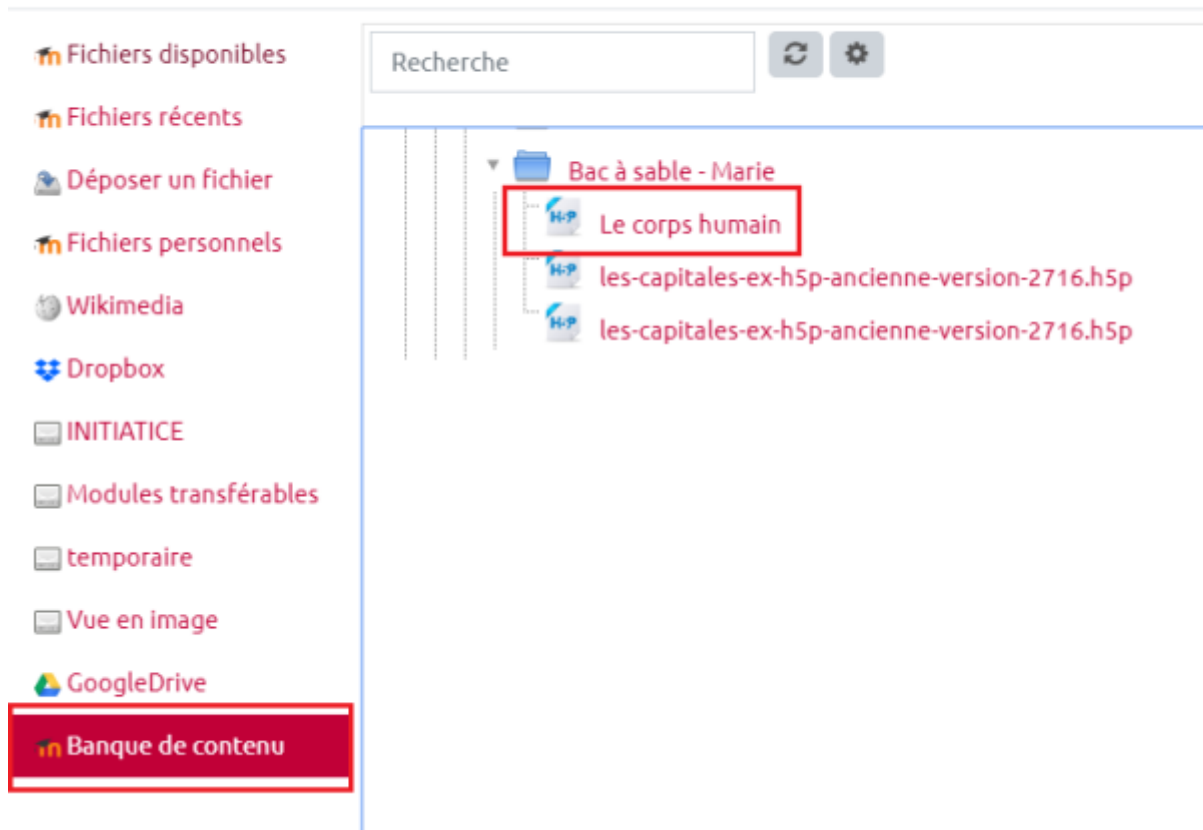 Fichiers disponibles
Fichiers récents
Déposer un fichier
Fichiers personnels
Wikimedia
Dropbox
INITIATICE
Modules transférables
temporaire
Vue en image
GoogleDrive
Banque de contenu
Recherche
Bac à sable - Marie
H-P Le corps humain
H-P les-capitales-ex-h5p-ancienne-version-2716.h5p
H-P les-capitales-ex-h5p-ancienne-version-2716.h5p